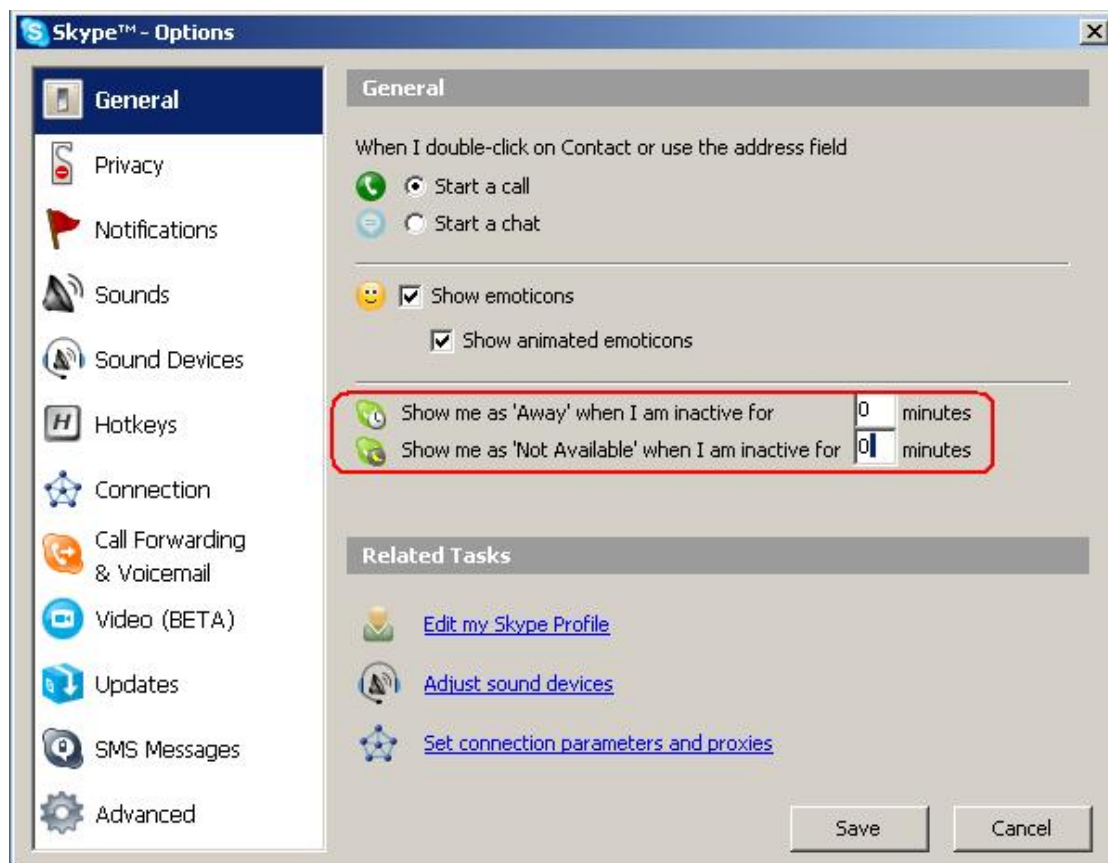 Skype™ - Options
General
Privacy
Notifications
Sounds
Sound Devices
H Hotkeys
Connection
Call Forwarding
& Voicemail
Video (BETA)
Updates
SMS Messages
Advanced
General
When I double-click on Contact or use the address field
Start a call
Start a chat
Show emoticons
Show animated emoticons
Show me as 'Away' when I am inactive for 0 minutes
Show me as 'Not Available' when I am inactive for 0 minutes
Related Tasks
Edit my Skype Profile
Adjust sound devices
Set connection parameters and proxies
Save Cancel